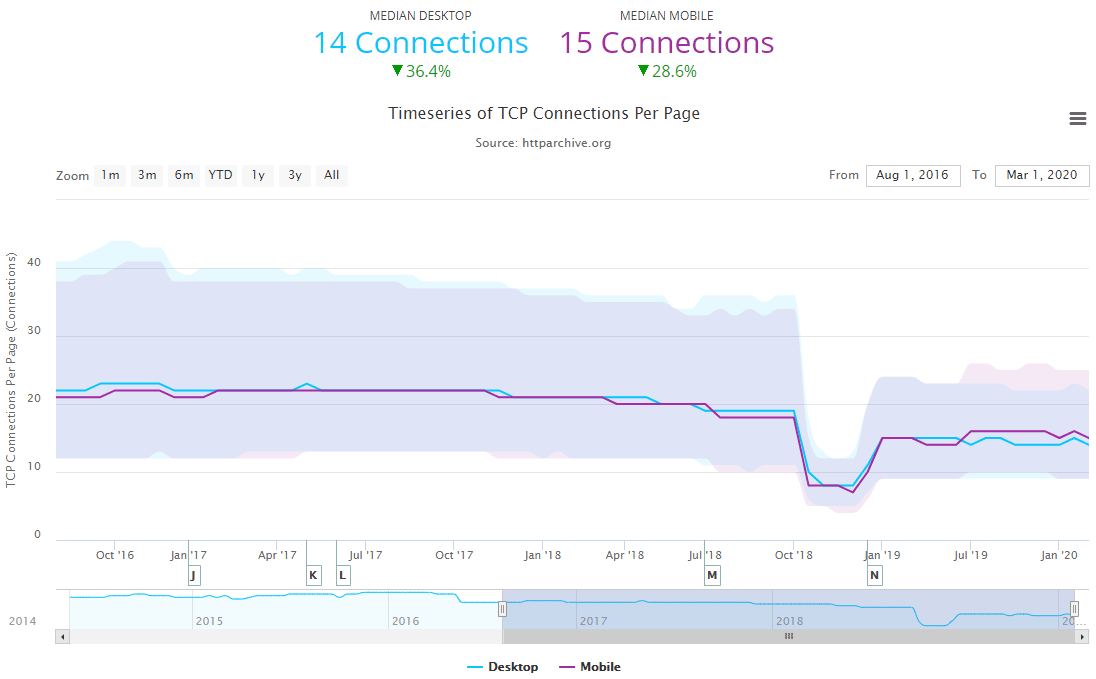 MEDIAN DESKTOP MEDIAN MOBILE
14 Connections 15 Connections
▼36.4% ▼28.6%
Timeseries of TCP Connections Per Page
Source: httparchive.org
Zoom 1m 3m 6m YTD 1y 3y All From Aug 1, 2016 To Mar 1, 2020
TCP Connections Per Page (Connections)
40
30
20
10
0
Oct '16 Jan '17 Apr '17 Jul '17 Oct '17 Jan '18 Apr '18 Jul '18 Oct '18 Jan '19 Jul '19 Jan '20
J K L M N
2014 2015 2016 2017 2018 20…
Desktop Mobile